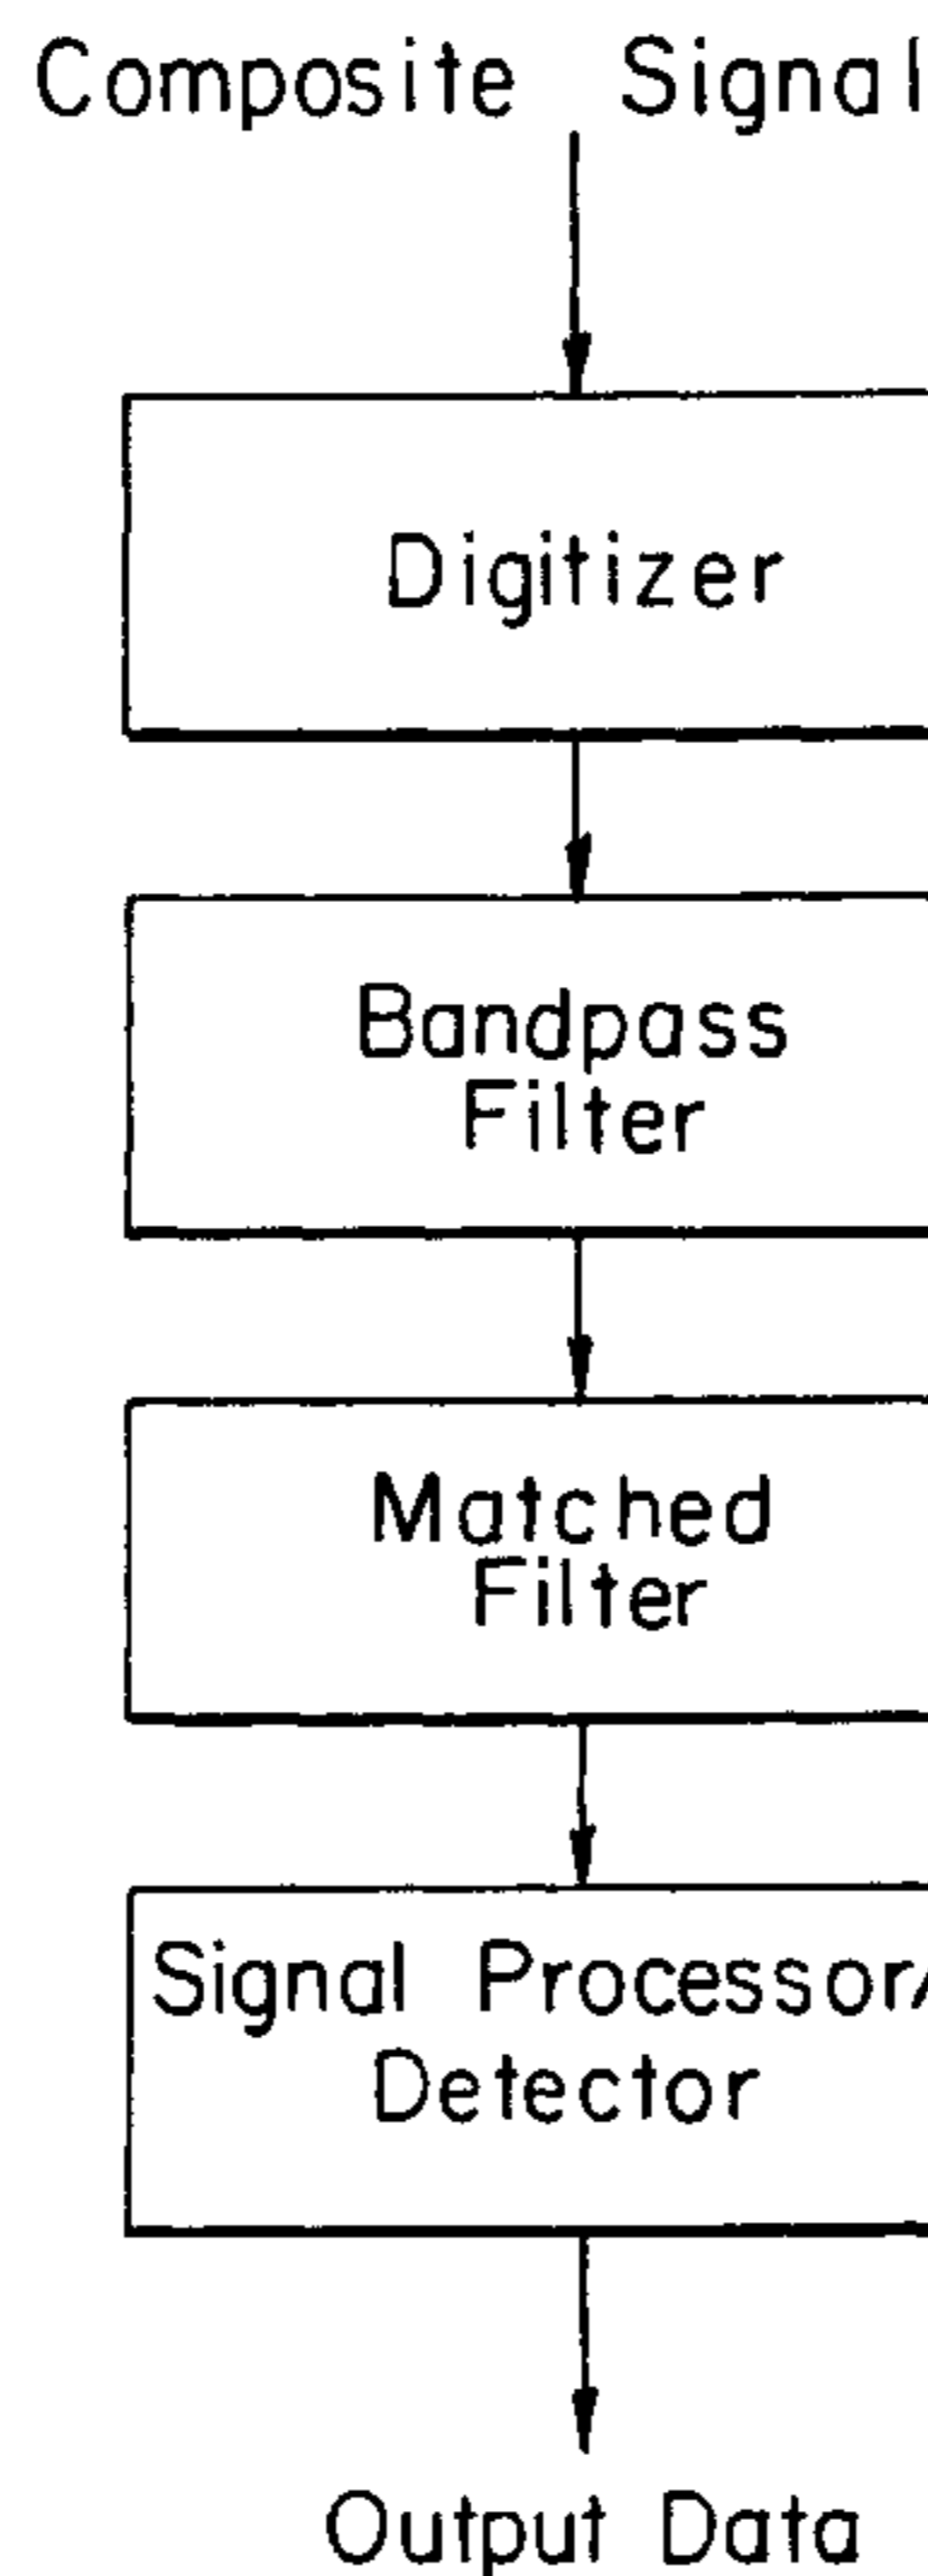 Composite Signal
Digitizer
Bandpass
Filter
Matched
Filter
Signal Processor/
Detector
Output Data